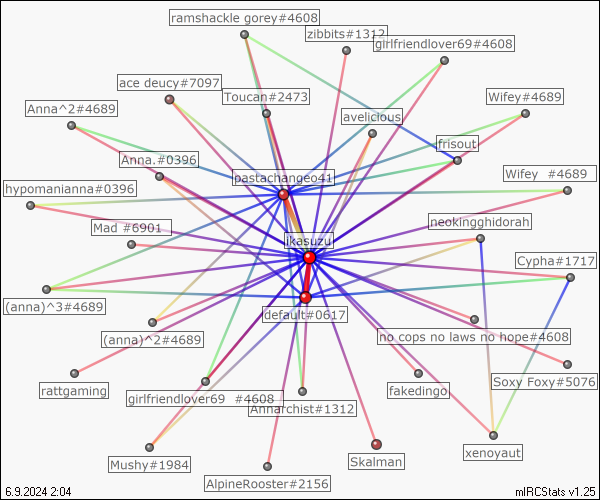 ramshackle gorey#4608
zibbits#1312
girlfriendlover69#4608
ace deucy#7097
Toucan#2473
Wifey#4689
Anna^2#4689
avelicious
frisout
Anna.#0396
pastachangeo41
Wifey  #4689
hypomanianna#0396
Mad #6901
neokingghidorah
ikasuzu
Cypha#1717
(anna)^3#4689
default#0617
(anna)^2#4689
no cops no laws no hope#4608
rattgaming
fakedingo
Soxy Foxy#5076
girlfriendlover69  #4608
Annarchist#1312
xenoyaut
Mushy#1984
Skalman
AlpineRooster#2156
6.9.2024 2:04
mIRCStats v1.25